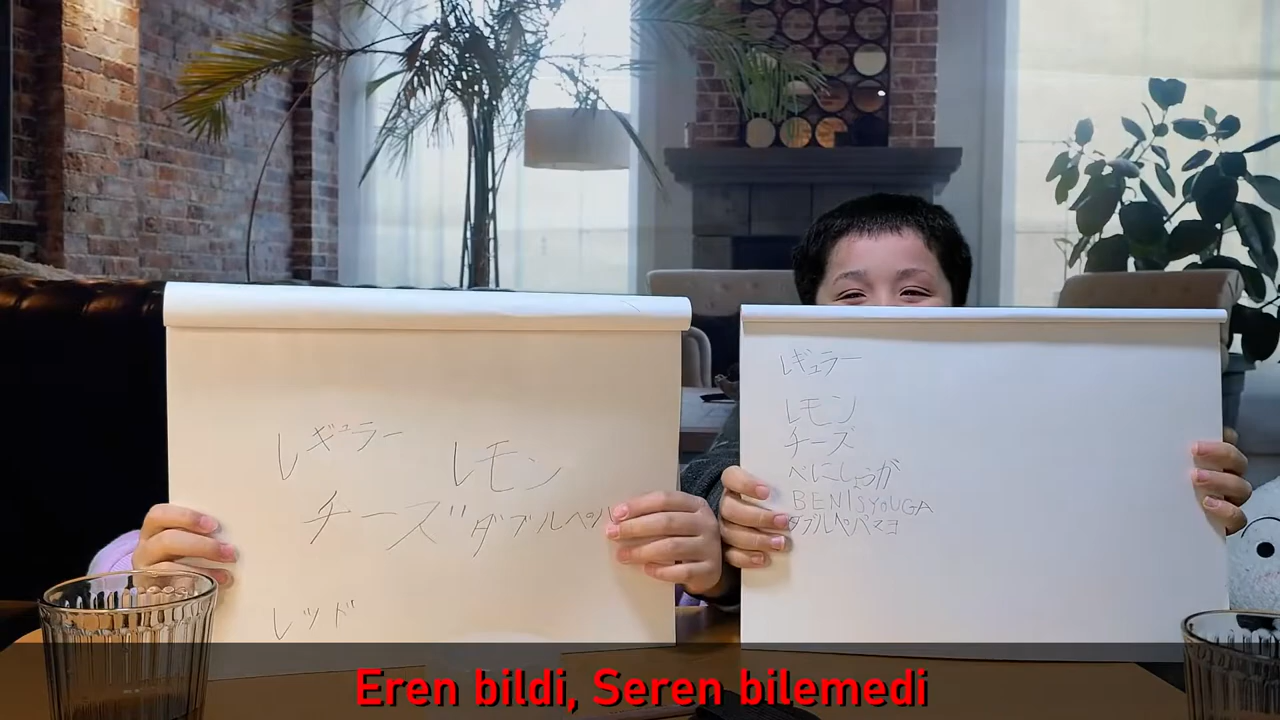 レギュラー レモン
チーズ ダブルペパ
レッド
レギュラー
レモン
チーズ
べにしょうが
BENISYOUGA
ダブルペパマヨ
Eren bildi, Seren bilemedi